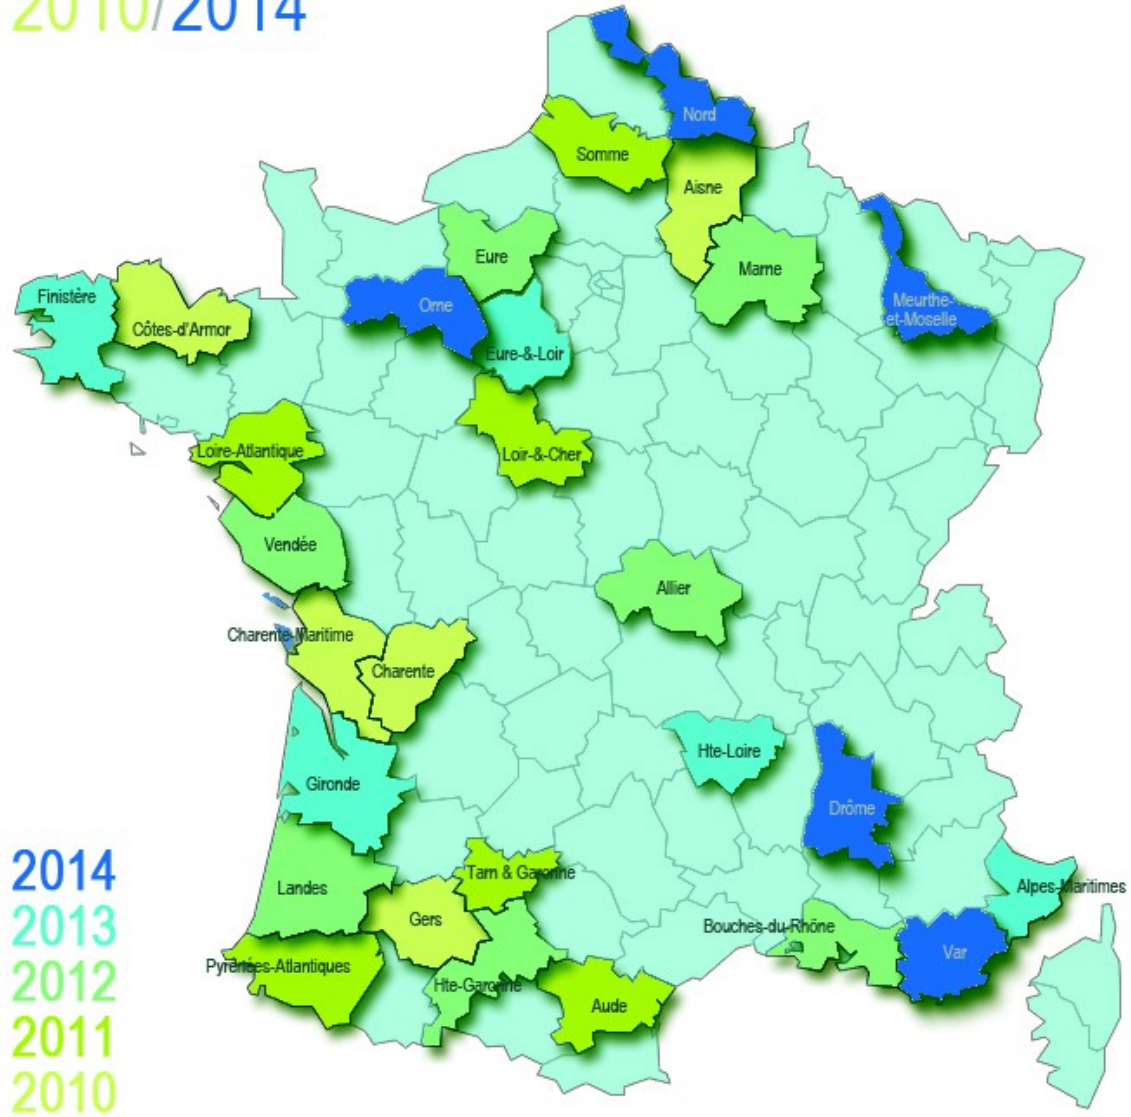 2010/2014
Nord
Somme
Aisne
Eure
Marne
Finistère
Côtes-d'Armor
Orne
Meurthe-
et-Moselle
Eure-&-Loir
Loire-Atlantique
Loir-&-Cher
Vendée
Allier
Charente-Maritime
Charente
Hte-Loire
Gironde
Drôme
2014
Landes
Tarn & Garonne
Alpes-Maritimes
2013
Gers
Bouches-du-Rhône
Var
Pyrénées-Atlantiques
2012
Hte-Garonne
Aude
2011
2010